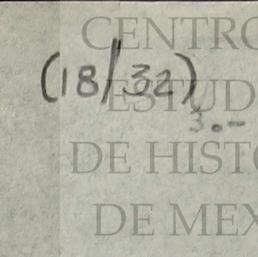 CENTRO
(18/32)
ESTUD
3.-
DE HISTO
DE MEX